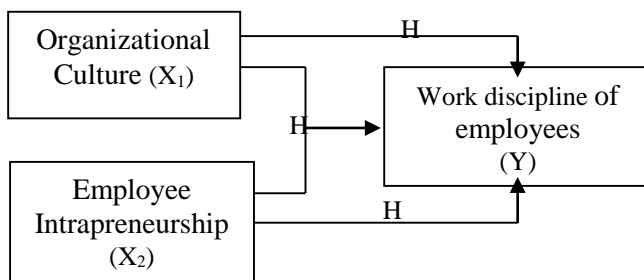 Organizational
Culture (X₁)
H
Work discipline of
employees
(Y)
H
Employee
Intrapreneurship
(X₂)
H